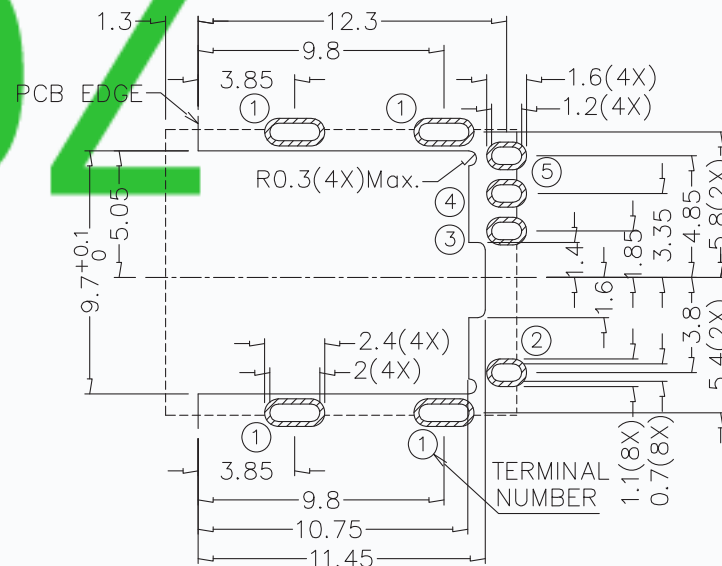 1.3
12.3
9.8
3.85
1.6(4X)
1.2(4X)
PCB EDGE
1
1
R0.3(4X)Max.
5
4
3
5.05
9.7+0.1 0
1.4
1.85
3.35
4.85
5.8(2X)
1.6
3.8
5.4(2X)
2.4(4X)
2(4X)
2
1
1
3.85
9.8
10.75
11.45
TERMINAL
NUMBER
1.1(8X)
0.7(8X)